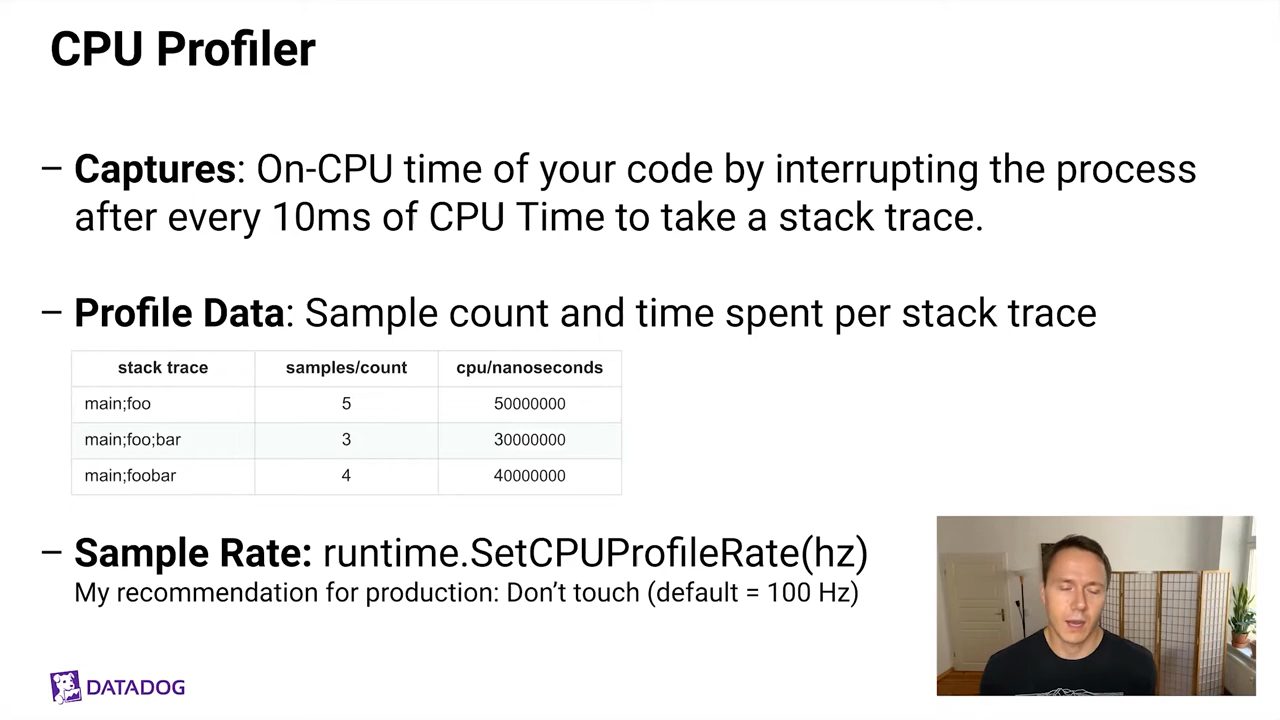 CPU Profiler
– Captures: On-CPU time of your code by interrupting the process
after every 10ms of CPU Time to take a stack trace.
– Profile Data: Sample count and time spent per stack trace
stack trace samples/count cpu/nanoseconds
main;foo 5 50000000
main;foo;bar 3 30000000
main;foobar 4 40000000
– Sample Rate: runtime.SetCPUProfileRate(hz)
My recommendation for production: Don’t touch (default = 100 Hz)
DATADOG